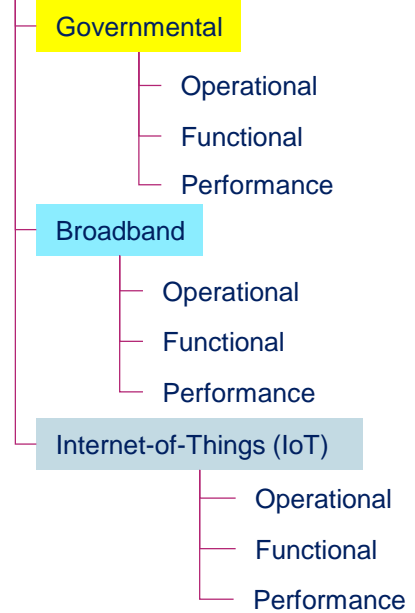 Governmental
Operational
Functional
Performance
Broadband
Operational
Functional
Performance
Internet-of-Things (IoT)
Operational
Functional
Performance